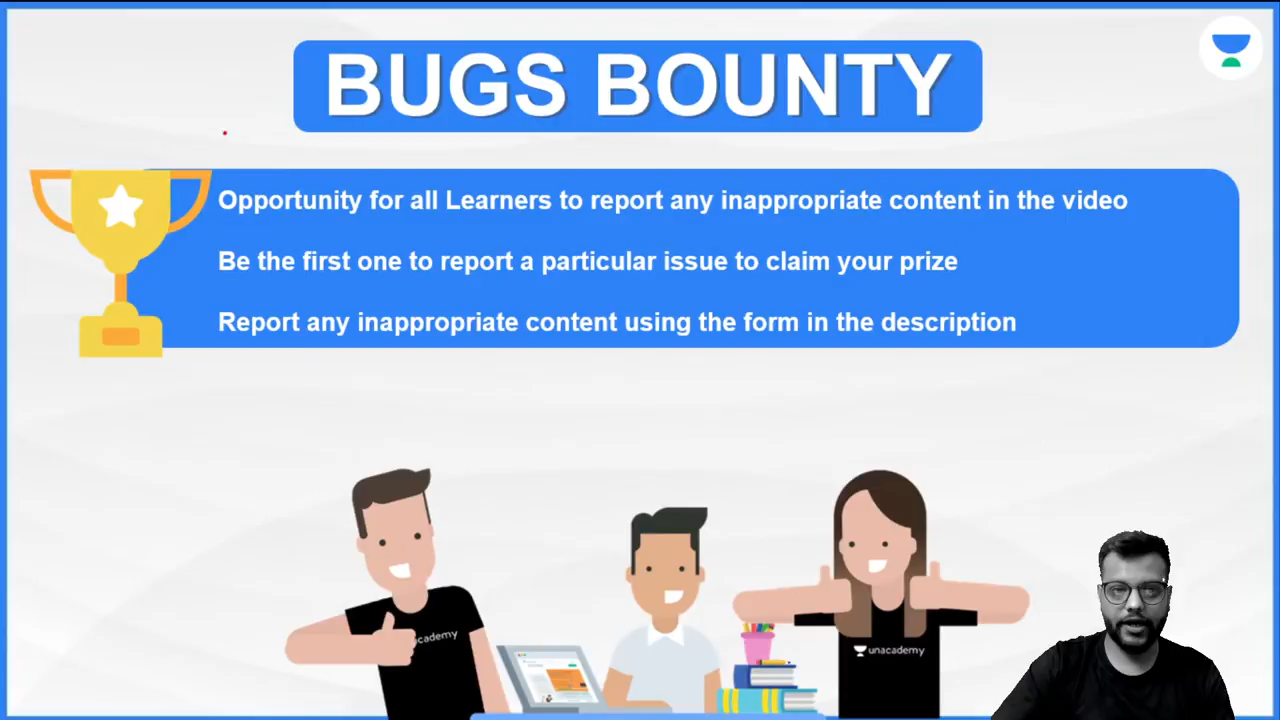 BUGS BOUNTY
Opportunity for all Learners to report any inappropriate content in the video
Be the first one to report a particular issue to claim your prize
Report any inappropriate content using the form in the description
cademy
unacademy